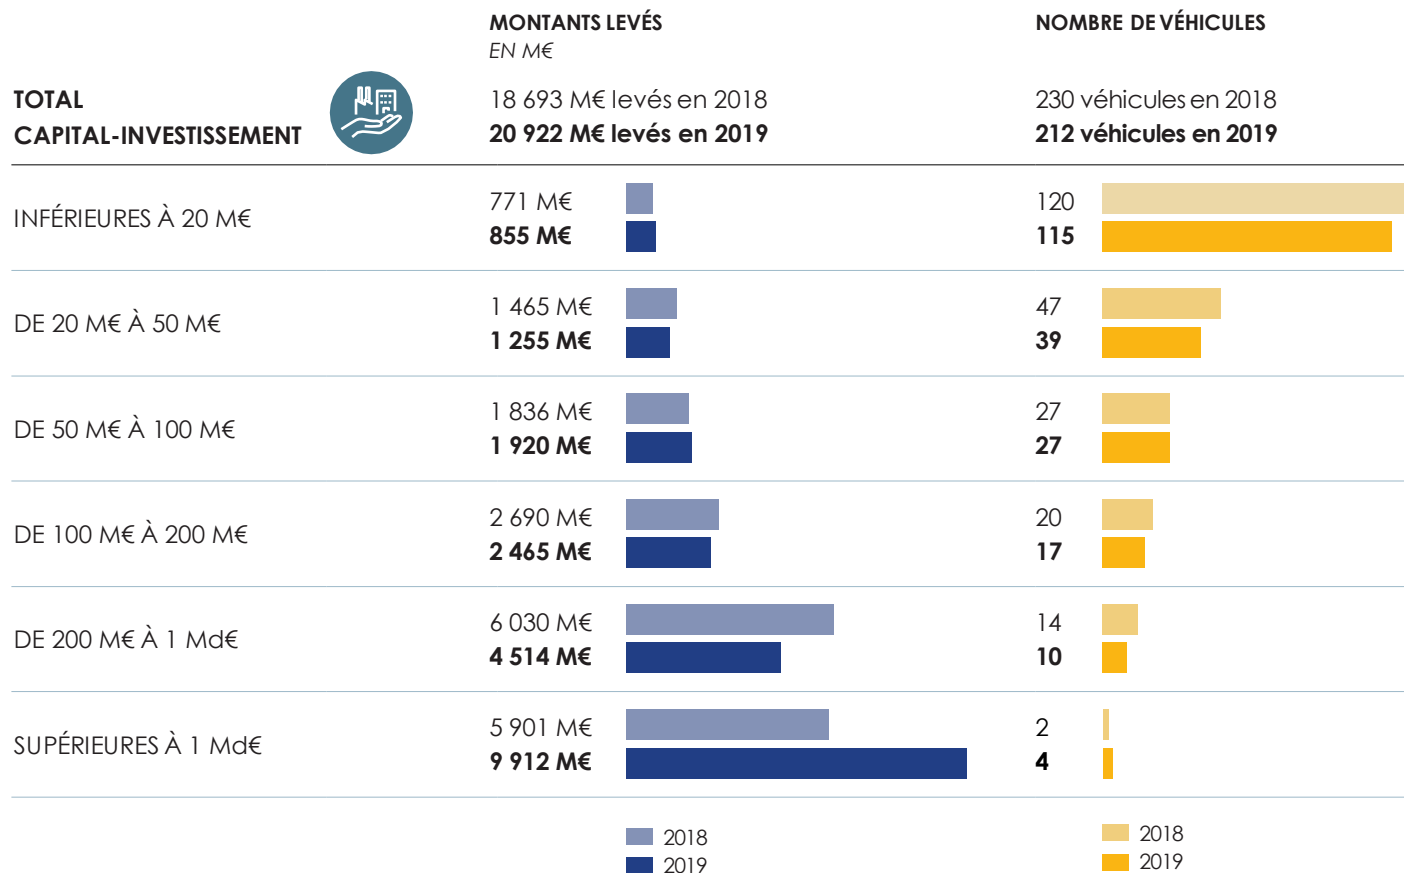 MONTANTS LEVÉS
EN M€
NOMBRE DE VÉHICULES
TOTAL
CAPITAL-INVESTISSEMENT
18 693 M€ levés en 2018
20 922 M€ levés en 2019
230 véhicules en 2018
212 véhicules en 2019
INFÉRIEURES À 20 M€
771 M€
855 M€
120
115
DE 20 M€ À 50 M€
1 465 M€
1 255 M€
47
39
DE 50 M€ À 100 M€
1 836 M€
1 920 M€
27
27
DE 100 M€ À 200 M€
2 690 M€
2 465 M€
20
17
DE 200 M€ À 1 Md€
6 030 M€
4 514 M€
14
10
SUPÉRIEURES À 1 Md€
5 901 M€
9 912 M€
2
4
2018
2019
2018
2019